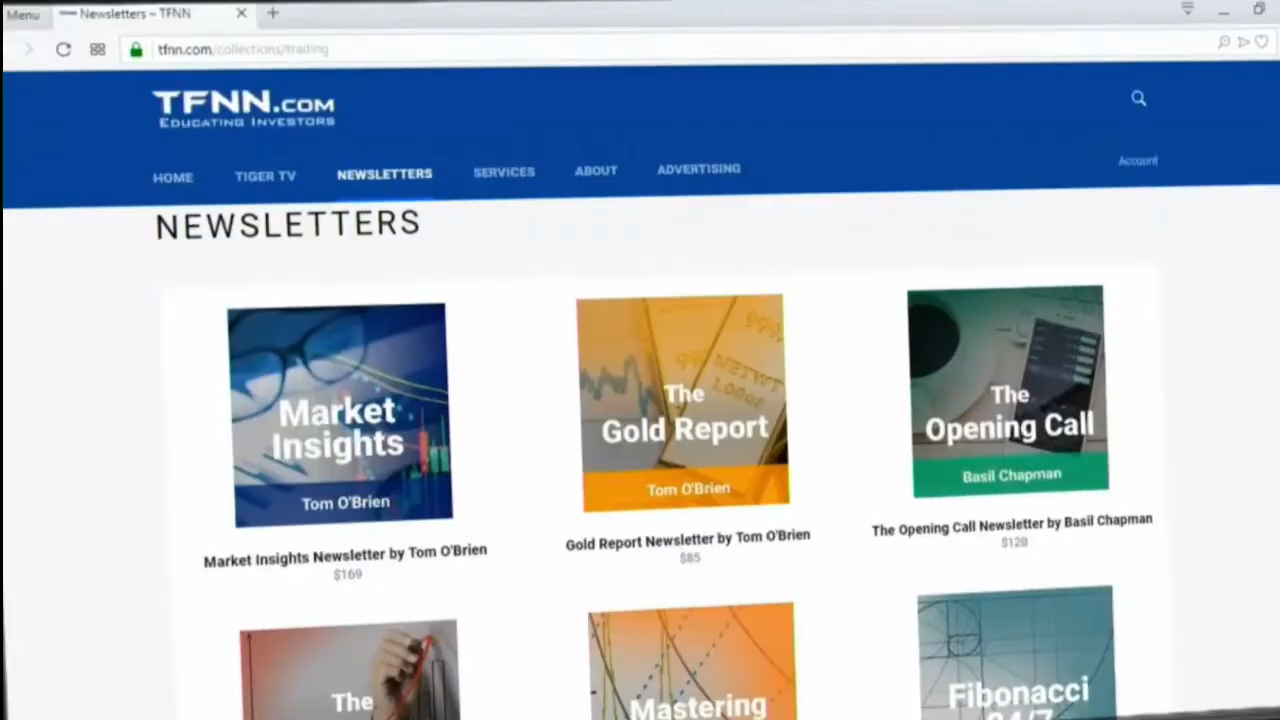 Menu
Newsletters – TFNN
tfnn.com/collections/trading
TFNN.COM
EDUCATING INVESTORS
HOME
TIGER TV
NEWSLETTERS
SERVICES
ABOUT
ADVERTISING
Account
NEWSLETTERS
Market
Insights
Tom O'Brien
Market Insights Newsletter by Tom O'Brien
$169
The
Gold Report
Tom O'Brien
Gold Report Newsletter by Tom O'Brien
$85
The
Opening Call
Basil Chapman
The Opening Call Newsletter by Basil Chapman
$120
The
Mastering
Fibonacci
24/7